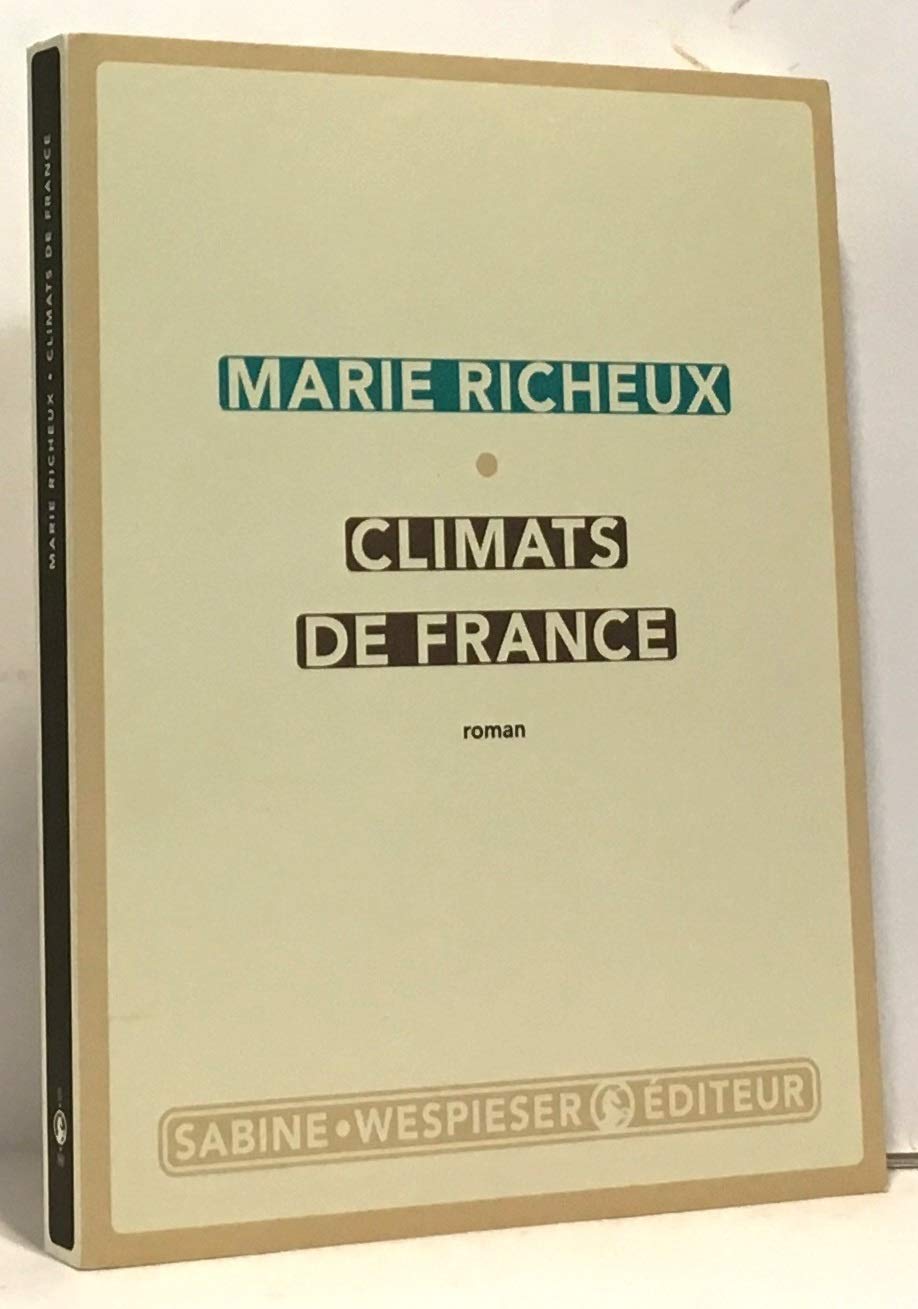 MARIE RICHEUX • CLIMATS DE FRANCE
MARIE RICHEUX
•
CLIMATS
DE FRANCE
roman
SABINE•WESPIESER ÉDITEUR